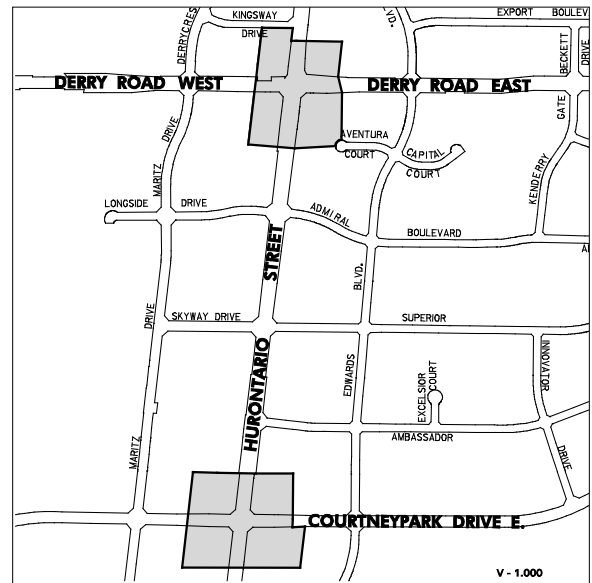 KINGSWAY
DRIVE
DERRYCRES
BLVD.
EXPORT BOULEV
BECKETT
DRIVE
DERRY ROAD WEST
DERRY ROAD EAST
GATE
DRIVE
MARITZ
AVENTURA
COURT
CAPITAL
COURT
KENDERRY
LONGSIDE DRIVE
ADMIRAL
BOULEVARD
STREET
BLVD.
DRIVE
SKYWAY DRIVE
SUPERIOR
HURONTARIO
EDWARDS
EXCELSIOR
COURT
INNOVATOR
AMBASSADOR
MARITZ
DRIVE
COURTNEYPARK DRIVE E.
V - 1.000